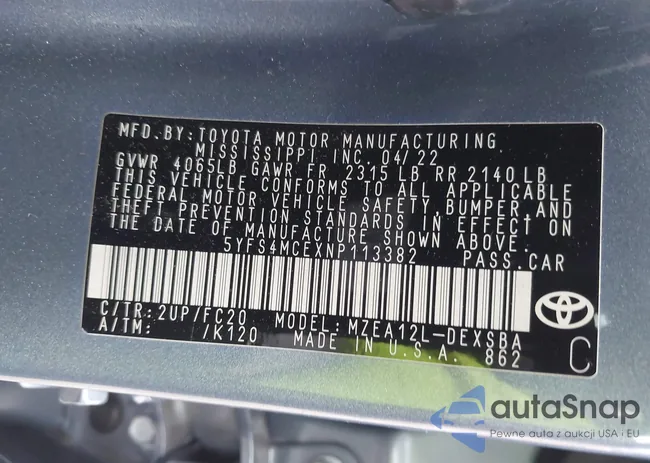 MFD. BY: TOYOTA MOTOR MANUFACTURING
MISSISSIPPI, INC. 04/22
GVWR 4065LB GAWR FR 2315 LB RR 2140 LB
THIS VEHICLE CONFORMS TO ALL APPLICABLE
FEDERAL MOTOR VEHICLE SAFETY, BUMPER, AND
THEFT PREVENTION STANDARDS IN EFFECT ON
THE DATE OF MANUFACTURE SHOWN ABOVE.
5YFS4MCEXNP113382 PASS. CAR
C/TR: 2UP/FC20 MODEL: MZEA12L-DEXSBA
A/TM: /K120 MADE IN U.S.A. 862
C
autaSnap
Pewne auta z aukcji USA i EU